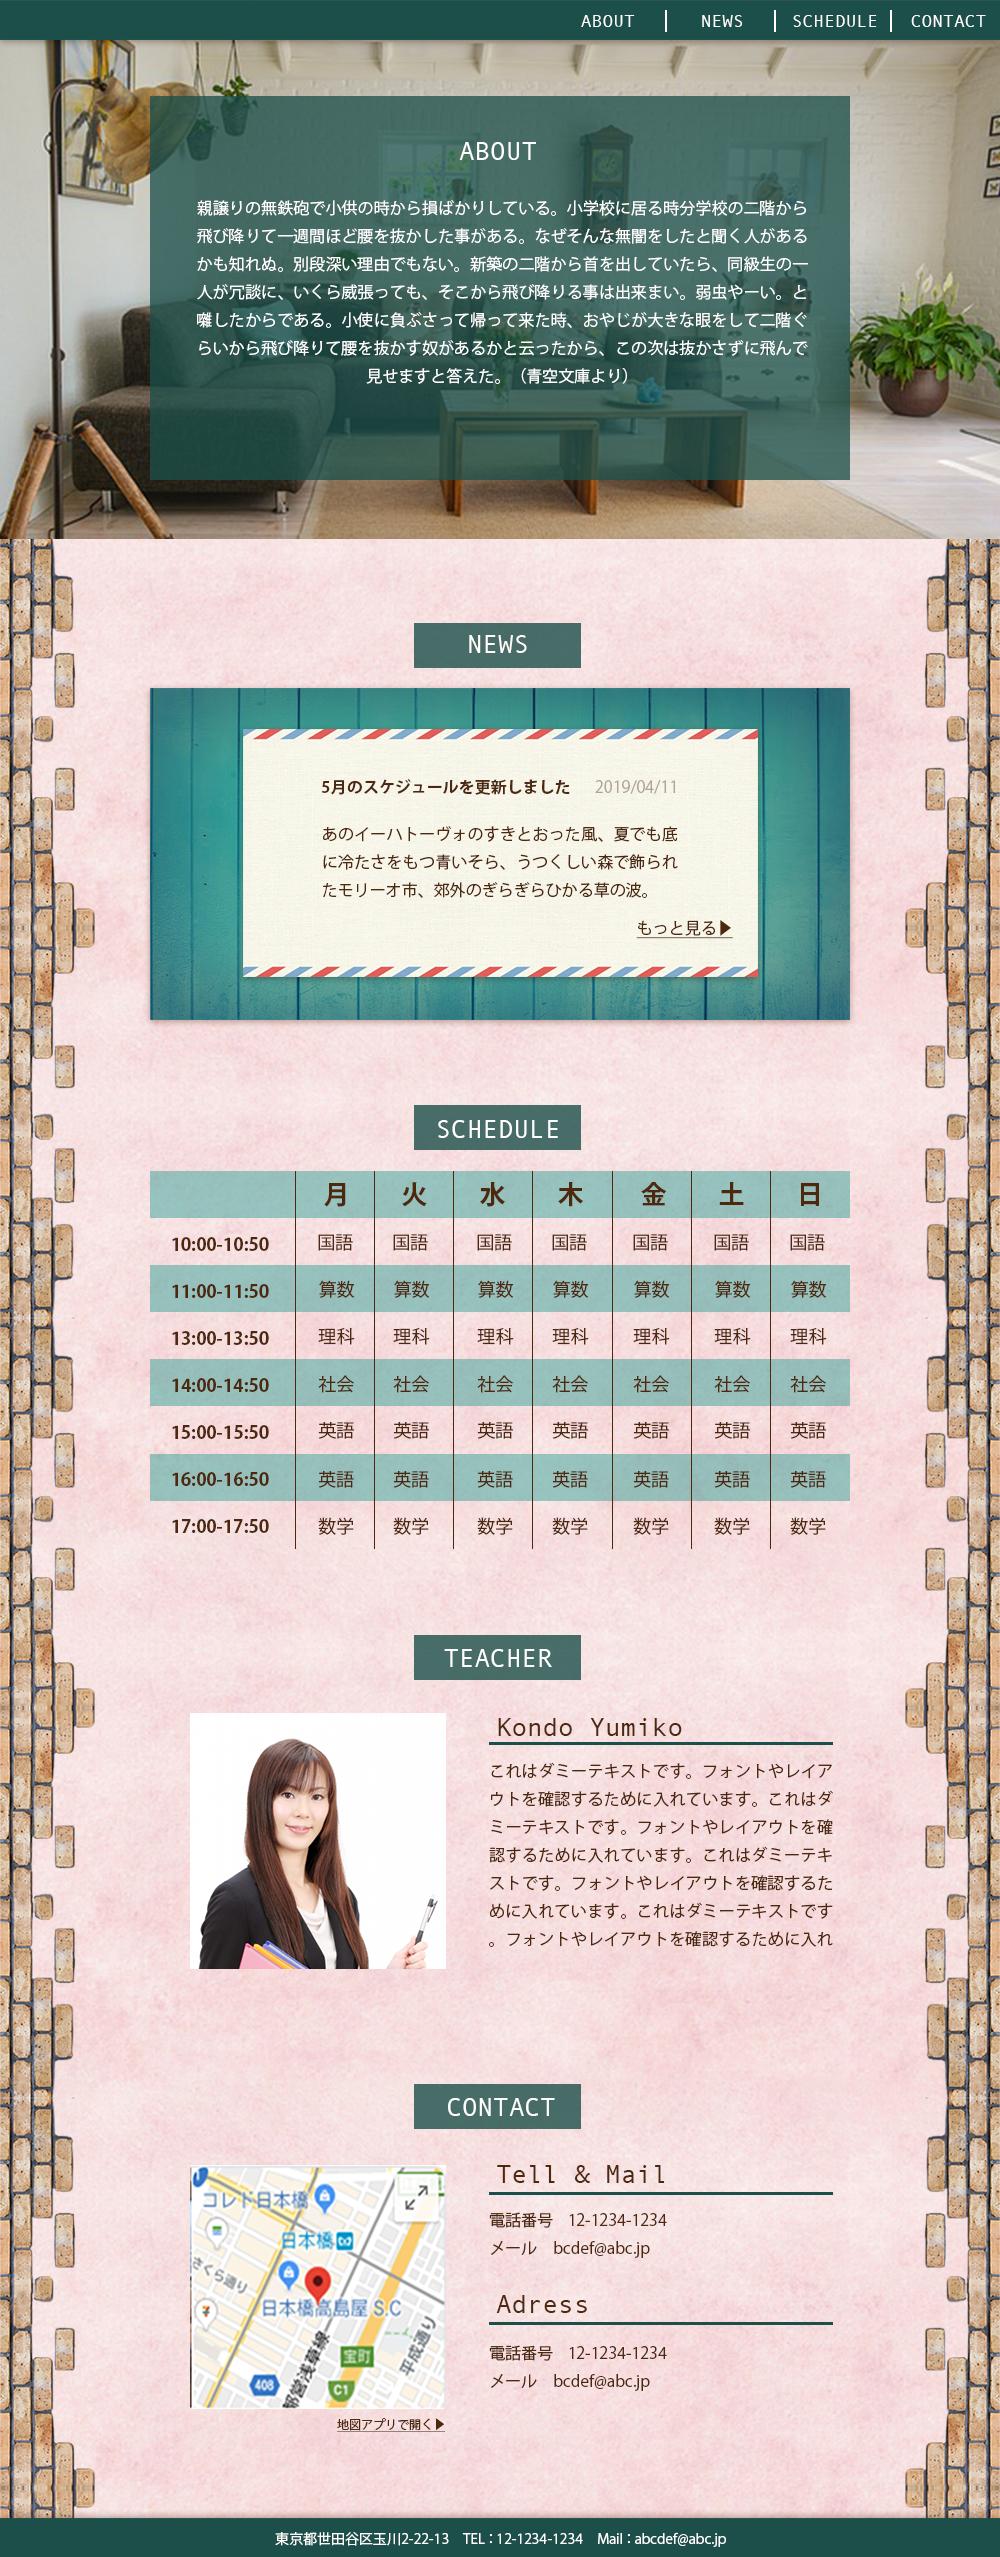 ABOUT NEWS SCHEDULE CONTACT
ABOUT
親譲りの無鉄砲で小供の時から損ばかりしている。小学校に居る時分学校の二階から
飛び降りて一週間ほど腰を抜かした事がある。なぜそんな無闇をしたと聞く人がある
かも知れぬ。別段深い理由でもない。新築の二階から首を出していたら、同級生の一
人が冗談に、いくら威張っても、そこから飛び降りる事は出来まい。弱虫やーい。と
囃したからである。小使に負ぶさって帰って来た時、おやじが大きな眼をして二階ぐ
らいから飛び降りて腰を抜かす奴があるかと云ったから、この次は抜かさずに飛んで
見せますと答えた。（青空文庫より）
NEWS
5月のスケジュールを更新しました 2019/04/11
あのイーハトーヴォのすきとおった風、夏でも底
に冷たさをもつ青いそら、うつくしい森で飾られ
たモリーオ市、郊外のぎらぎらひかる草の波。
もっと見る▶
SCHEDULE
月 火 水 木 金 土 日
10:00-10:50 国語 国語 国語 国語 国語 国語 国語
11:00-11:50 算数 算数 算数 算数 算数 算数 算数
13:00-13:50 理科 理科 理科 理科 理科 理科 理科
14:00-14:50 社会 社会 社会 社会 社会 社会 社会
15:00-15:50 英語 英語 英語 英語 英語 英語 英語
16:00-16:50 英語 英語 英語 英語 英語 英語 英語
17:00-17:50 数学 数学 数学 数学 数学 数学 数学
TEACHER
Kondo Yumiko
これはダミーテキストです。フォントやレイア
ウトを確認するために入れています。これはダ
ミーテキストです。フォントやレイアウトを確
認するために入れています。これはダミーテキ
ストです。フォントやレイアウトを確認するた
めに入れています。これはダミーテキストです
。フォントやレイアウトを確認するために入れ
CONTACT
コレド日本橋
日本橋
さくら通り
日本橋高島屋 S.C
平成通り
宝町
都営浅草線
408
C1
地図アプリで開く▶
Tell & Mail
電話番号 12-1234-1234
メール bcdef@abc.jp
Adress
電話番号 12-1234-1234
メール bcdef@abc.jp
東京都世田谷区玉川2-22-13 TEL：12-1234-1234 Mail：abcdef@abc.jp